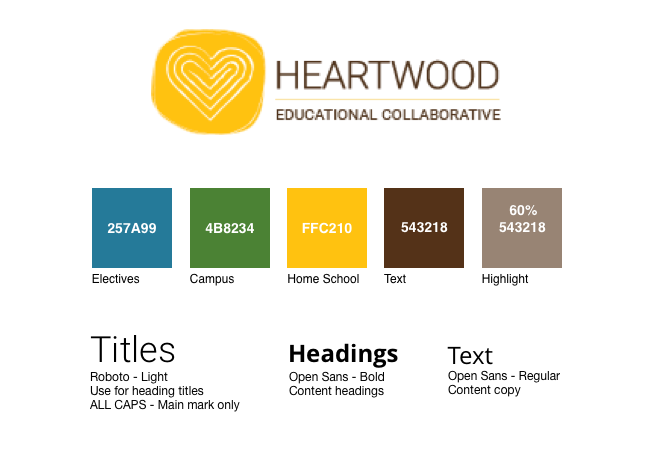 HEARTWOOD
EDUCATIONAL COLLABORATIVE
257A99
4B8234
FFC210
543218
60%
543218
Electives
Campus
Home School
Text
Highlight
Titles
Roboto - Light
Use for heading titles
ALL CAPS - Main mark only
Headings
Open Sans - Bold
Content headings
Text
Open Sans - Regular
Content copy